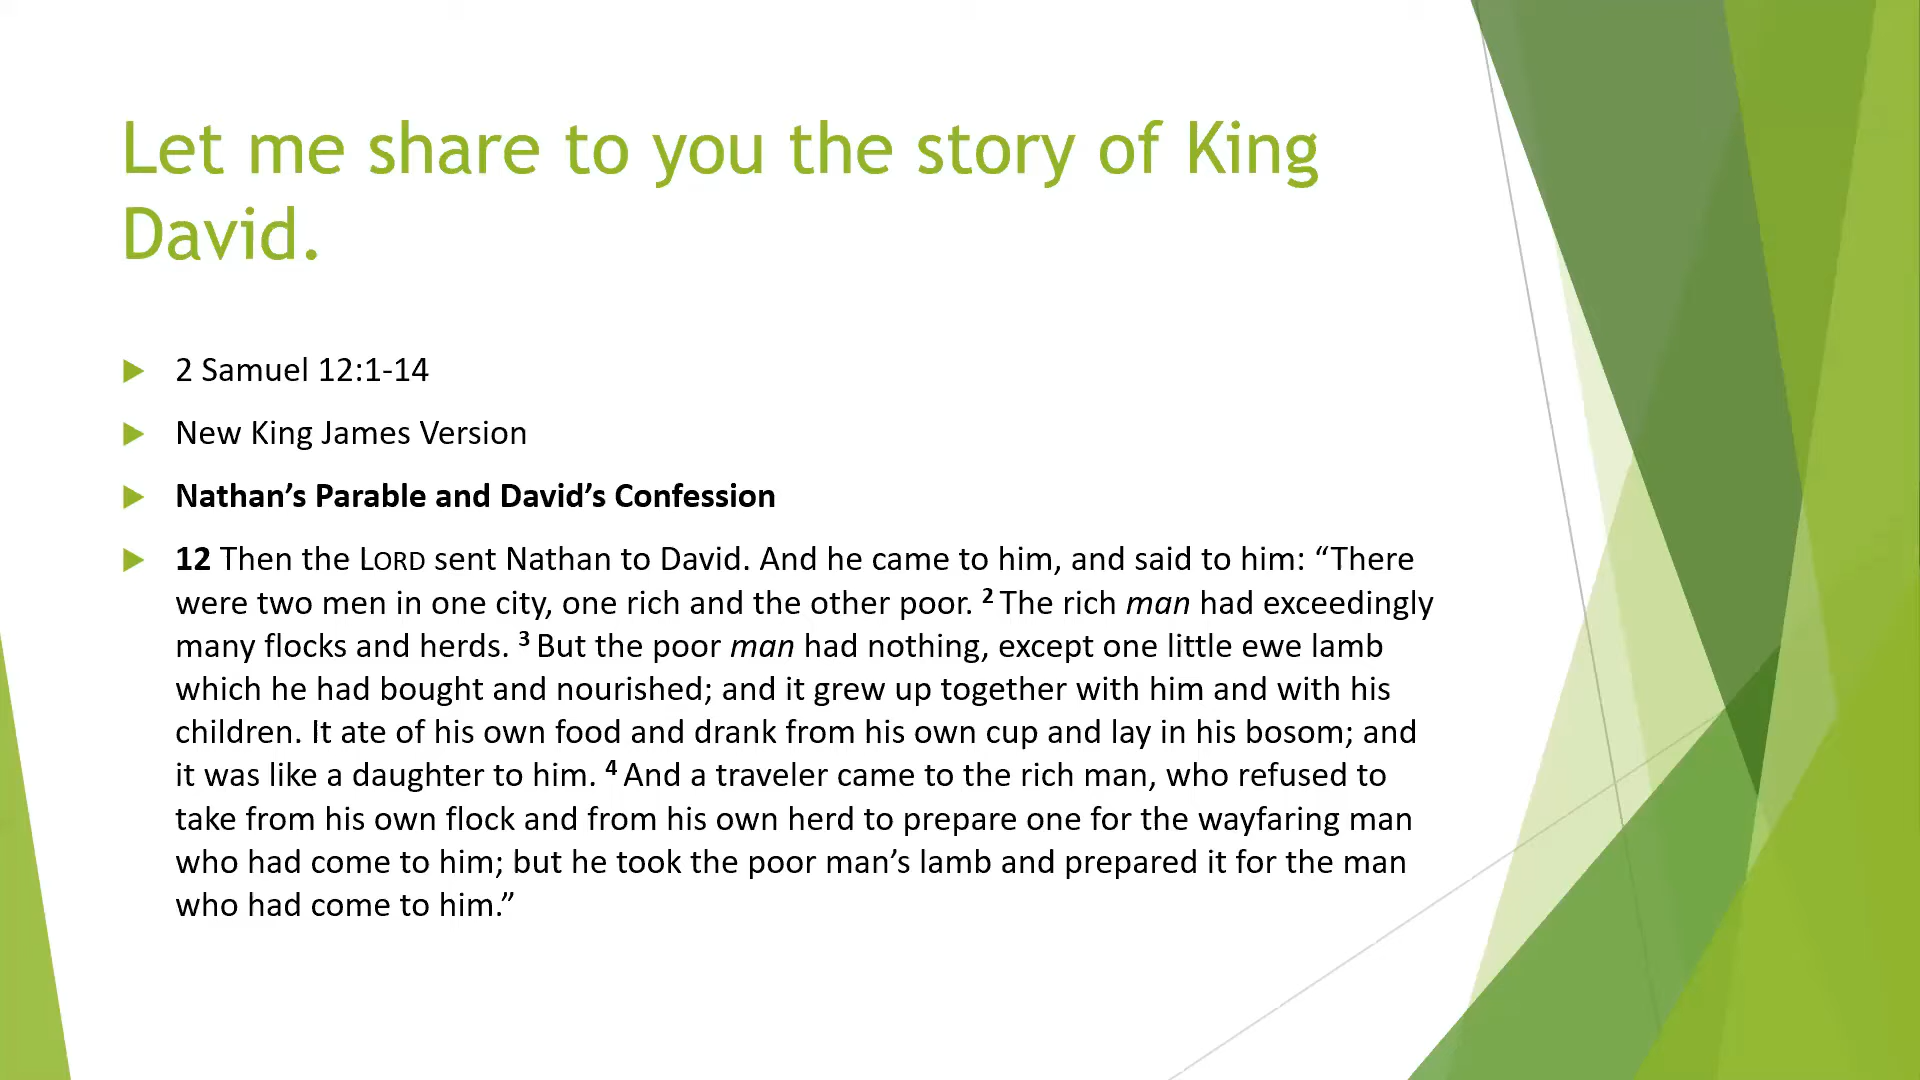 Let me share to you the story of King
David.
2 Samuel 12:1-14
New King James Version
Nathan’s Parable and David’s Confession
12 Then the LORD sent Nathan to David. And he came to him, and said to him: “There
were two men in one city, one rich and the other poor. 2 The rich man had exceedingly
many flocks and herds. 3 But the poor man had nothing, except one little ewe lamb
which he had bought and nourished; and it grew up together with him and with his
children. It ate of his own food and drank from his own cup and lay in his bosom; and
it was like a daughter to him. 4 And a traveler came to the rich man, who refused to
take from his own flock and from his own herd to prepare one for the wayfaring man
who had come to him; but he took the poor man’s lamb and prepared it for the man
who had come to him.”